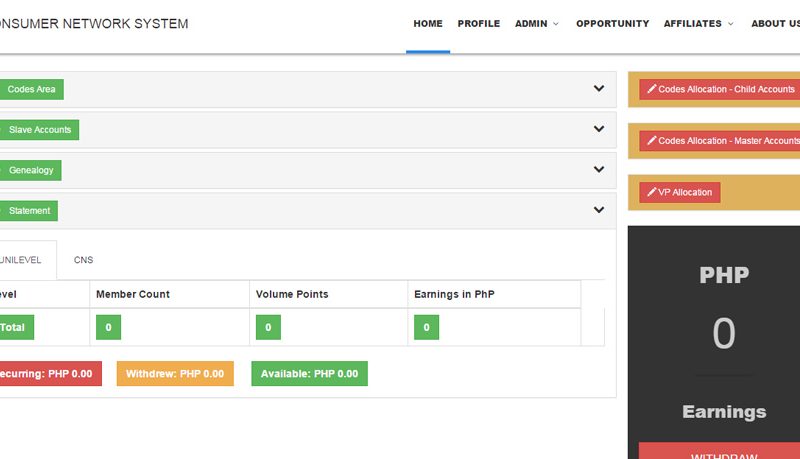 ONSUMER NETWORK SYSTEM
HOME PROFILE ADMIN OPPORTUNITY AFFILIATES ABOUT US
Codes Area
Slave Accounts
Genealogy
Statement
UNILEVEL CNS
evel Member Count Volume Points Earnings in PhP
Total 0 0 0
ecurring: PHP 0.00 Withdrew: PHP 0.00 Available: PHP 0.00
Codes Allocation - Child Accounts
Codes Allocation - Master Accounts
VP Allocation
PHP
0
Earnings
WITHDRAW